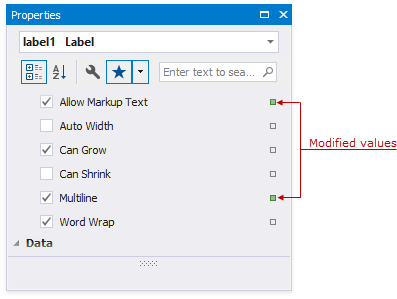 Properties
label1 Label
A
Z
Enter text to sea...
Allow Markup Text
Auto Width
Can Grow
Can Shrink
Modified values
Multiline
Word Wrap
Data